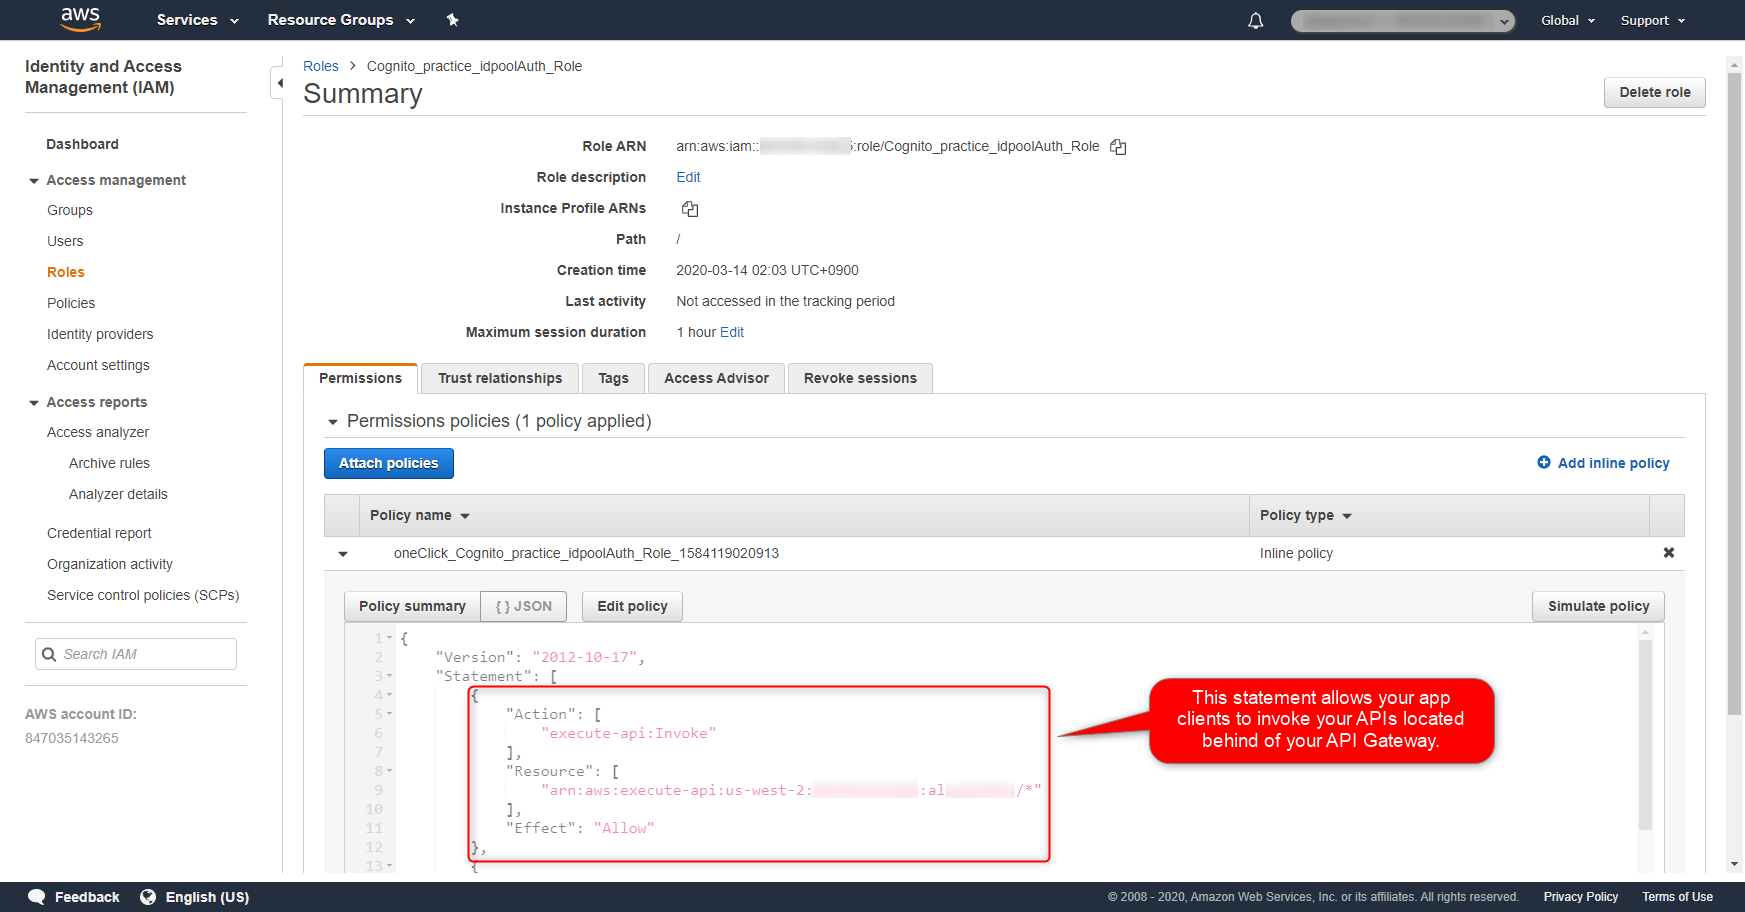 aws Services Resource Groups Global Support
Identity and Access
Management (IAM)
Dashboard
Access management
Groups
Users
Roles
Policies
Identity providers
Account settings
Access reports
Access analyzer
Archive rules
Analyzer details
Credential report
Organization activity
Service control policies (SCPs)
Search IAM
AWS account ID:
847035143265
Roles > Cognito_practice_idpoolAuth_Role
Summary
Delete role
Role ARN arn:aws:iam:: :role/Cognito_practice_idpoolAuth_Role
Role description Edit
Instance Profile ARNs
Path /
Creation time 2020-03-14 02:03 UTC+0900
Last activity Not accessed in the tracking period
Maximum session duration 1 hour Edit
Permissions Trust relationships Tags Access Advisor Revoke sessions
Permissions policies (1 policy applied)
Attach policies Add inline policy
Policy name Policy type
oneClick_Cognito_practice_idpoolAuth_Role_1584119020913 Inline policy
Policy summary { } JSON Edit policy Simulate policy
1 {
2 "Version": "2012-10-17",
3 "Statement": [
4 {
5 "Action": [
6 "execute-api:Invoke"
7 ],
8 "Resource": [
9 "arn:aws:execute-api:us-west-2: :al /*"
10 ],
11 "Effect": "Allow"
12 },
13 {
This statement allows your app
clients to invoke your APIs located
behind of your API Gateway.
Feedback English (US) © 2008 - 2020, Amazon Web Services, Inc. or its affiliates. All rights reserved. Privacy Policy Terms of Use